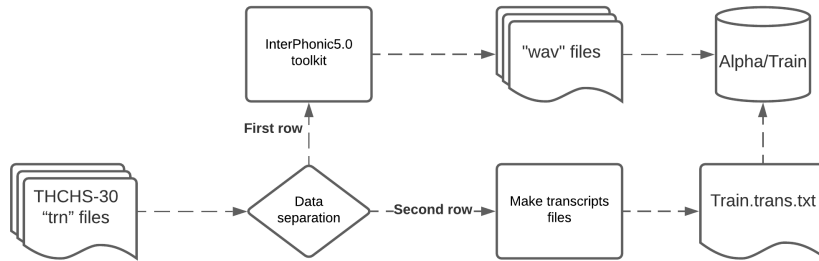 InterPhonic5.0
toolkit
"wav" files
Alpha/Train
First row
THCHS-30
“trn” files
Data
separation
Second row
Make transcripts
files
Train.trans.txt